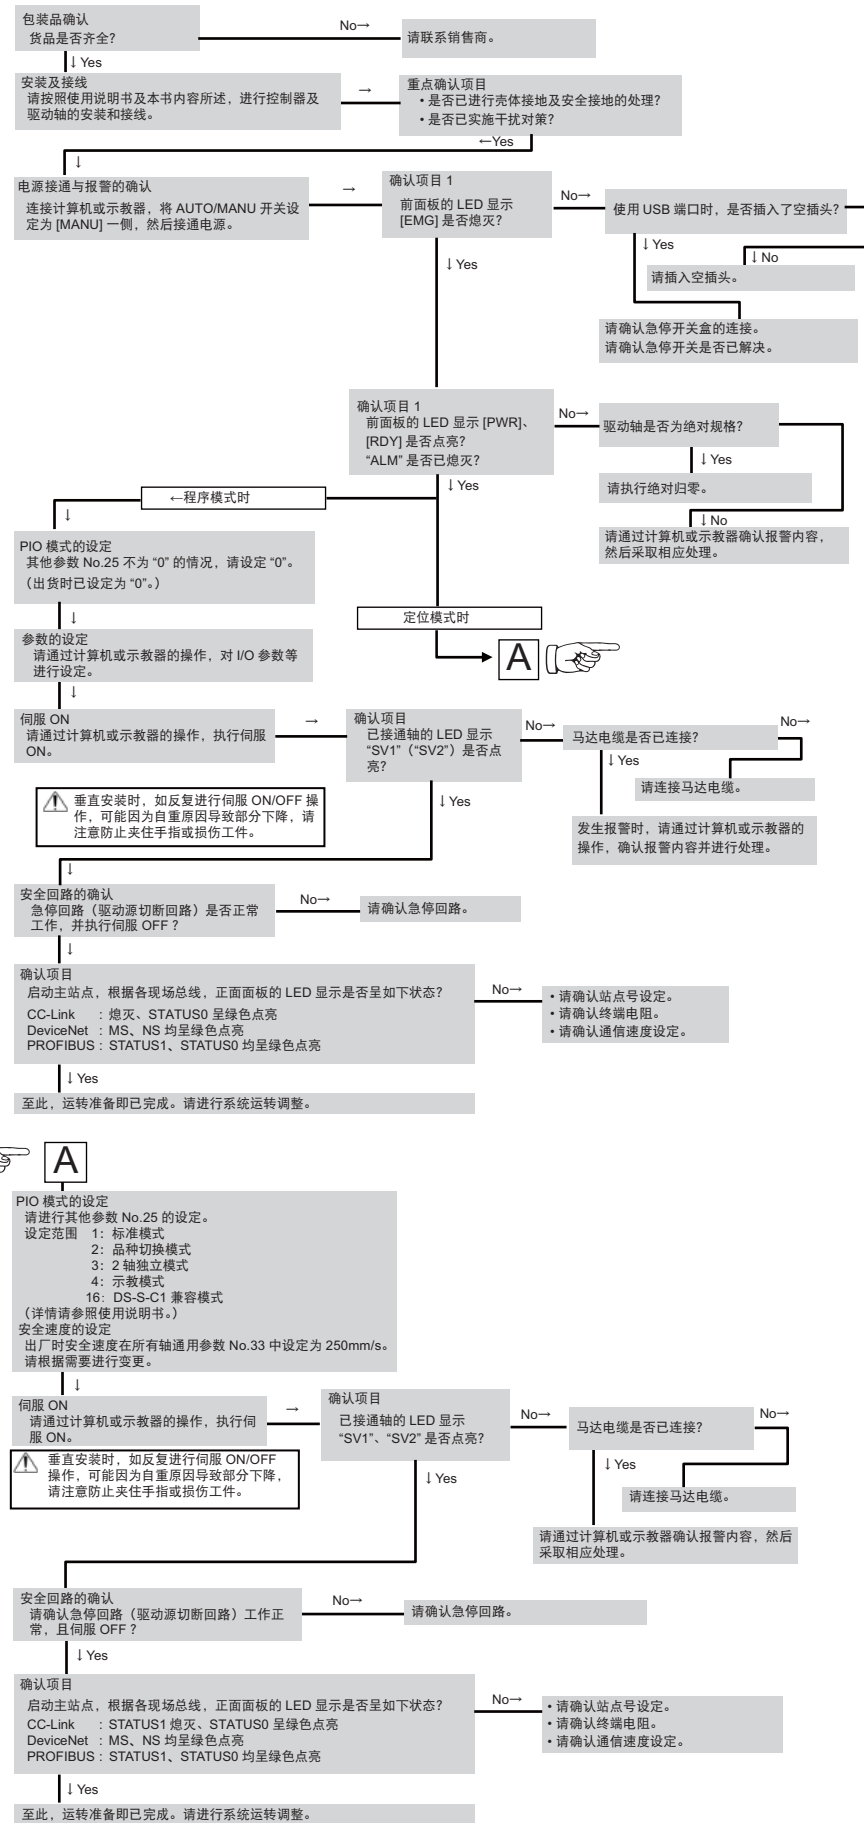 包装品确认
货品是否齐全?
No→
请联系销售商。
↓Yes
安装及接线
请按照使用说明书及本书内容所述，进行控制器及
驱动轴的安装和接线。
→
重点确认项目
• 是否已进行壳体接地及安全接地的处理?
• 是否已实施干扰对策?
←Yes
↓
电源接通与报警的确认
连接计算机或示教器，将 AUTO/MANU 开关设
定为 [MANU] 一侧，然后接通电源。
→
确认项目 1
前面板的 LED 显示
[EMG] 是否熄灭?
No→
使用 USB 端口时，是否插入了空插头?
↓Yes
↓No
请插入空插头。
请确认急停开关盒的连接。
请确认急停开关是否已解决。
↓Yes
确认项目 1
前面板的 LED 显示 [PWR]、
[RDY] 是否点亮?
“ALM” 是否已熄灭?
No→
驱动轴是否为绝对规格?
↓Yes
请执行绝对归零。
↓No
请通过计算机或示教器确认报警内容，
然后采取相应处理。
↓Yes
←程序模式时
↓
PIO 模式的设定
其他参数 No.25 不为 “0” 的情况，请设定 “0”。
（出货时已设定为 “0”。）
定位模式时
A
↓
参数的设定
请通过计算机或示教器的操作，对 I/O 参数等
进行设定。
↓
伺服 ON
请通过计算机或示教器的操作，执行伺服
ON。
→
确认项目
已接通轴的 LED 显示
“SV1”（“SV2”）是否点
亮?
No→
马达电缆是否已连接?
No→
↓Yes
请连接马达电缆。
发生报警时，请通过计算机或示教器的
操作，确认报警内容并进行处理。
↓Yes
垂直安装时，如反复进行伺服 ON/OFF 操
作，可能因为自重原因导致部分下降，请
注意防止夹住手指或损伤工件。
↓
安全回路的确认
急停回路（驱动源切断回路）是否正常
工作，并执行伺服 OFF ?
No→
请确认急停回路。
↓
确认项目
启动主站点，根据各现场总线，正面面板的 LED 显示是否呈如下状态?
CC-Link : 熄灭、STATUS0 呈绿色点亮
DeviceNet : MS、NS 均呈绿色点亮
PROFIBUS : STATUS1、STATUS0 均呈绿色点亮
No→
• 请确认站点号设定。
• 请确认终端电阻。
• 请确认通信速度设定。
↓Yes
至此，运转准备即已完成。请进行系统运转调整。
A
PIO 模式的设定
请进行其他参数 No.25 的设定。
设定范围 1：标准模式
2：品种切换模式
3：2 轴独立模式
4：示教模式
16：DS-S-C1 兼容模式
（详情请参照使用说明书。）
安全速度的设定
出厂时安全速度在所有轴通用参数 No.33 中设定为 250mm/s。
请根据需要进行变更。
↓
伺服 ON
请通过计算机或示教器的操作，执行伺
服 ON。
→
确认项目
已接通轴的 LED 显示
“SV1”、“SV2” 是否点亮?
No→
马达电缆是否已连接?
No→
↓Yes
请连接马达电缆。
请通过计算机或示教器确认报警内容，然后
采取相应处理。
↓Yes
垂直安装时，如反复进行伺服 ON/OFF
操作，可能因为自重原因导致部分下降，
请注意防止夹住手指或损伤工件。
安全回路的确认
请确认急停回路（驱动源切断回路）工作正
常，且伺服 OFF ?
No→
请确认急停回路。
↓Yes
确认项目
启动主站点，根据各现场总线，正面面板的 LED 显示是否呈如下状态?
CC-Link : STATUS1 熄灭、STATUS0 呈绿色点亮
DeviceNet : MS、NS 均呈绿色点亮
PROFIBUS : STATUS1、STATUS0 均呈绿色点亮
No→
• 请确认站点号设定。
• 请确认终端电阻。
• 请确认通信速度设定。
↓Yes
至此，运转准备即已完成。请进行系统运转调整。